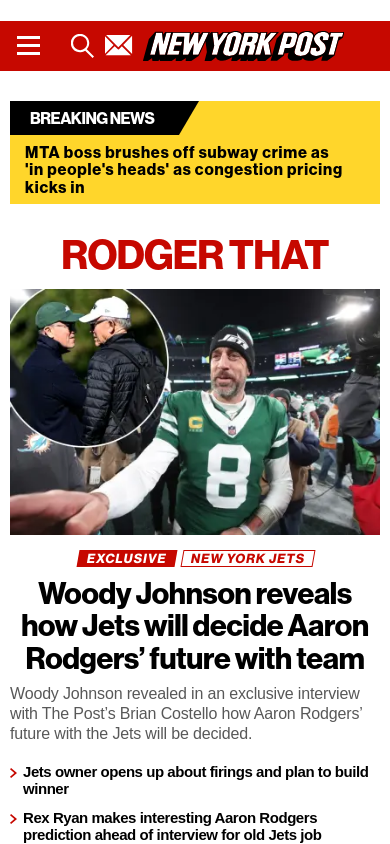 NEW YORK POST
BREAKING NEWS
MTA boss brushes off subway crime as
'in people's heads' as congestion pricing
kicks in
RODGER THAT
JETS
C
8
EXCLUSIVE
NEW YORK JETS
Woody Johnson reveals
how Jets will decide Aaron
Rodgers’ future with team
Woody Johnson revealed in an exclusive interview
with The Post’s Brian Costello how Aaron Rodgers’
future with the Jets will be decided.
Jets owner opens up about firings and plan to build
winner
Rex Ryan makes interesting Aaron Rodgers
prediction ahead of interview for old Jets job